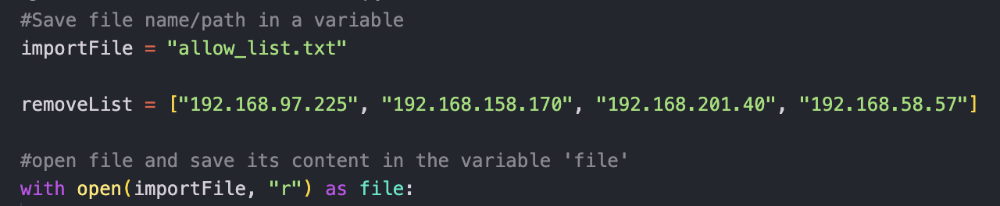 #Save file name/path in a variable
importFile = "allow_list.txt"
removeList = ["192.168.97.225", "192.168.158.170", "192.168.201.40", "192.168.58.57"]
#open file and save its content in the variable 'file'
with open(importFile, "r") as file: